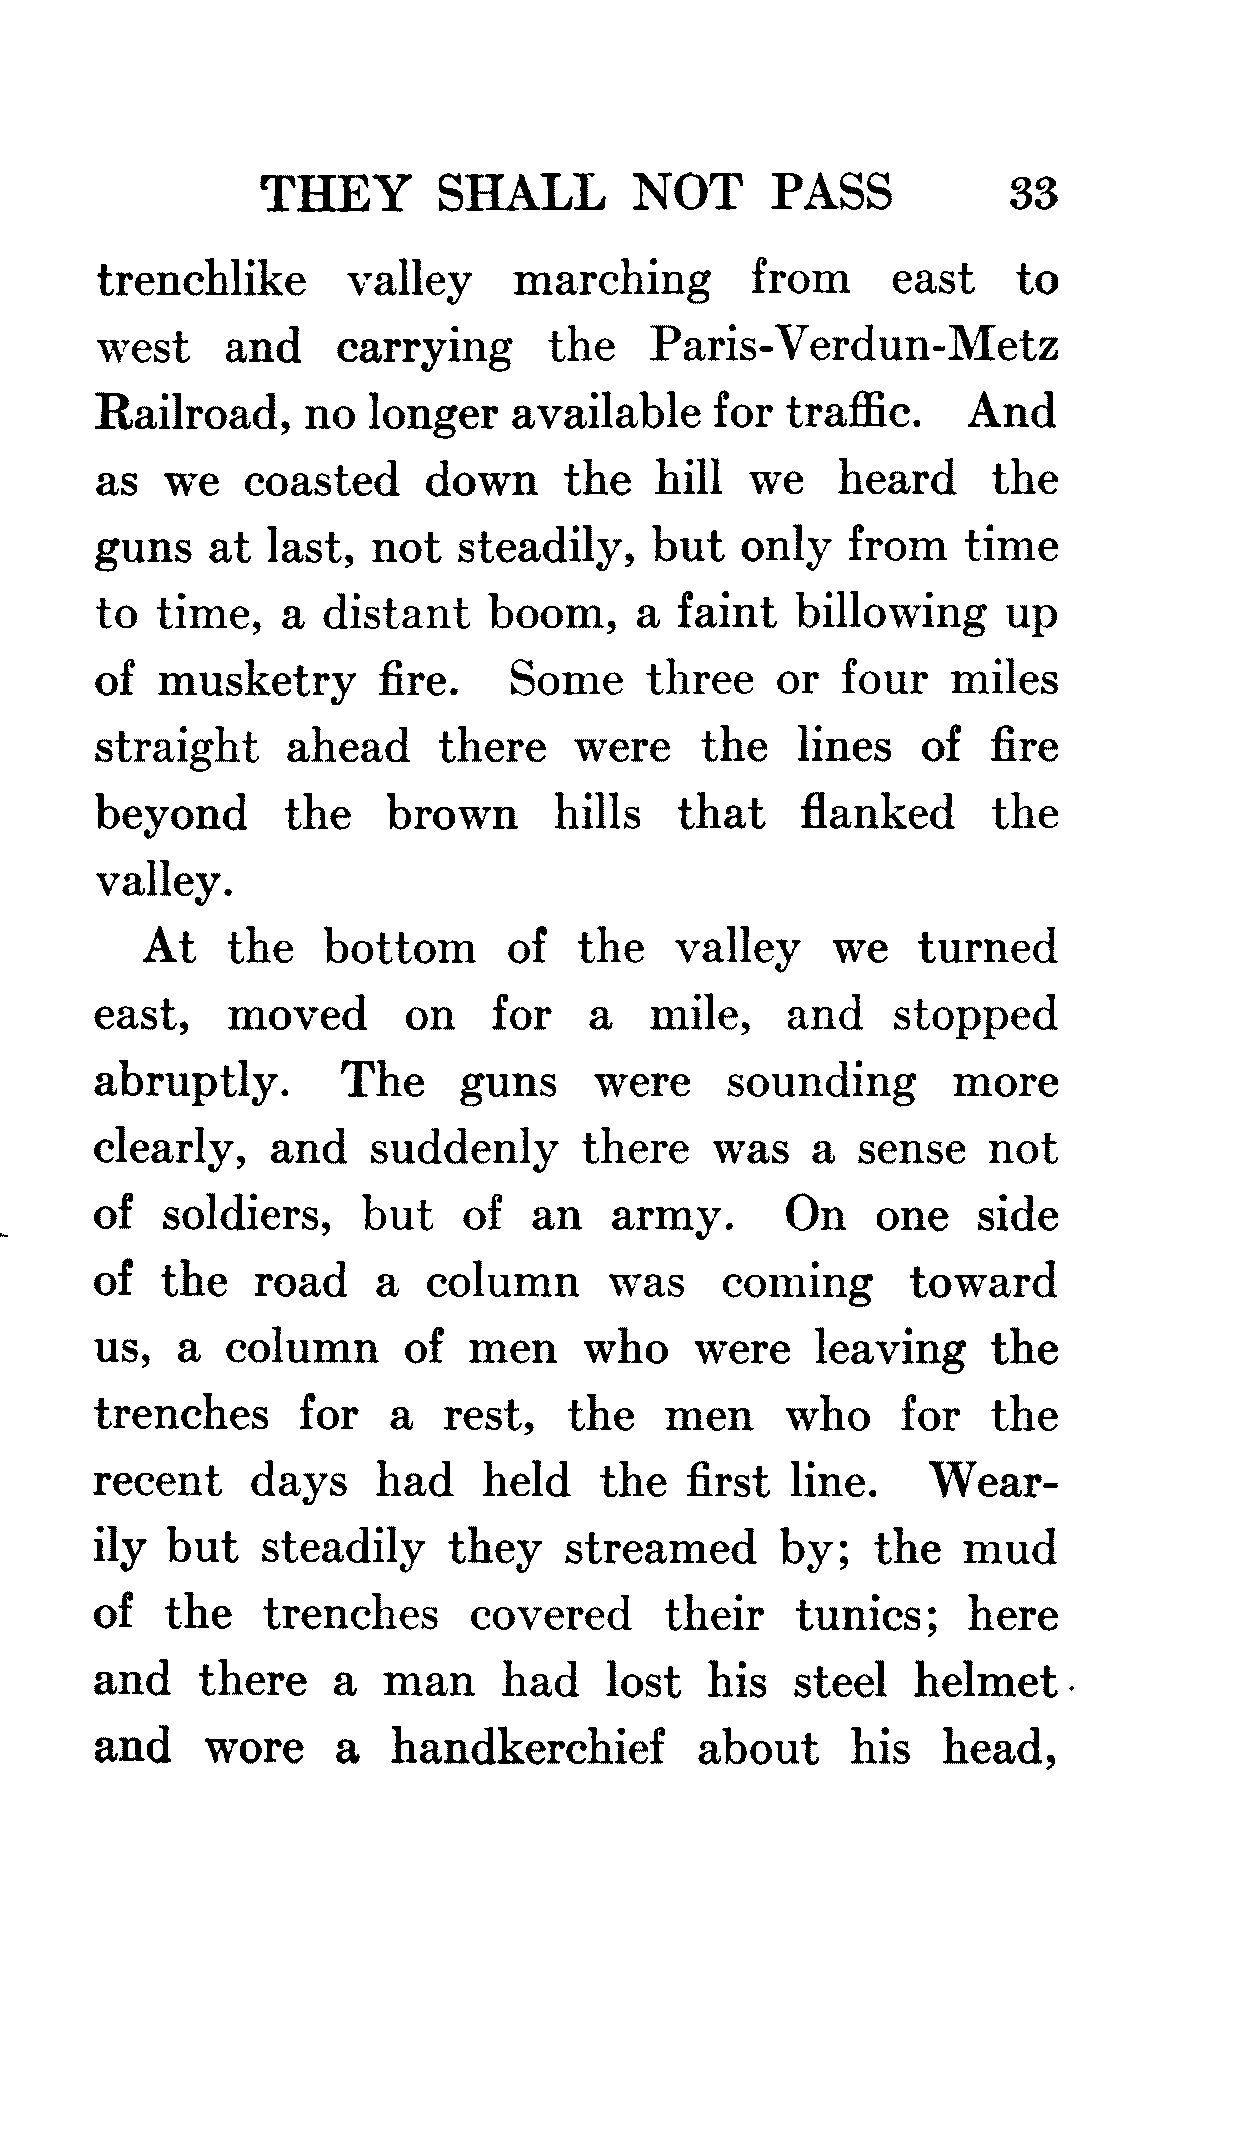 THEY SHALL NOT PASS 33
trenchlike valley marching from east to
west and carrying the Paris-Verdun-Metz
Railroad, no longer available for traffic. And
as we coasted down the hill we heard the
guns at last, not steadily, but only from time
to time, a distant boom, a faint billowing up
of musketry fire. Some three or four miles
straight ahead there were the lines of fire
beyond the brown hills that flanked the
valley.
At the bottom of the valley we turned
east, moved on for a mile, and stopped
abruptly. The guns were sounding more
clearly, and suddenly there was a sense not
of soldiers, but of an army. On one side
of the road a column was coming toward
us, a column of men who were leaving the
trenches for a rest, the men who for the
recent days had held the first line. Wear-
ily but steadily they streamed by; the mud
of the trenches covered their tunics; here
and there a man had lost his steel helmet
and wore a handkerchief about his head,